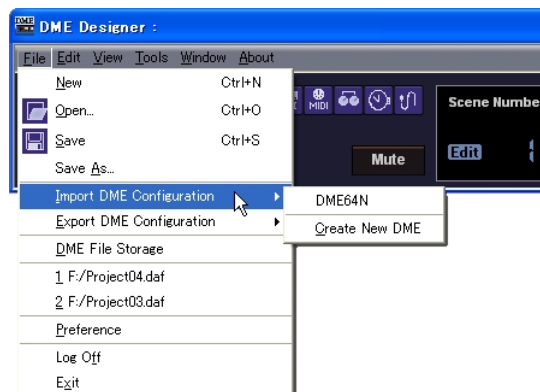 DME Designer :
File Edit View Tools Window About
New Ctrl+N
Open... Ctrl+O
Save Ctrl+S
Save As...
Import DME Configuration
Export DME Configuration
DME File Storage
1 F:/Project04.daf
2 F:/Project03.daf
Preference
Log Off
Exit
DME64N
Create New DME
MIDI
Scene Numbe
Mute
Edit